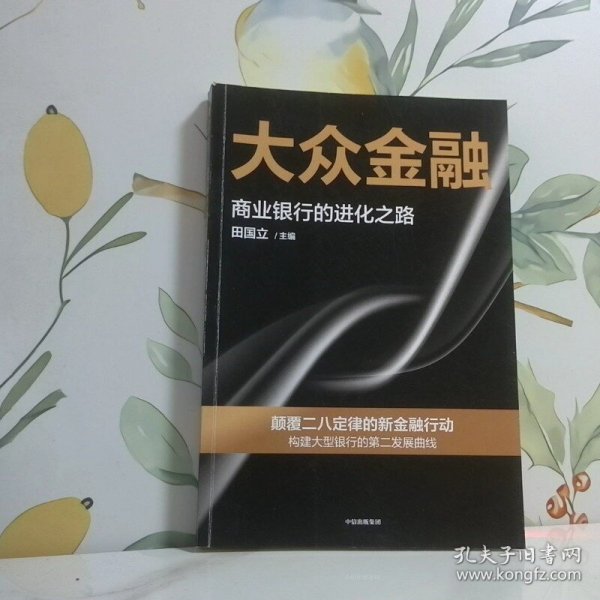 大众金融
商业银行的进化之路
田国立 / 主编
颠覆二八定律的新金融行动
构建大型银行的第二发展曲线
中信出版集团
孔夫子旧书网
www.kongfz.com